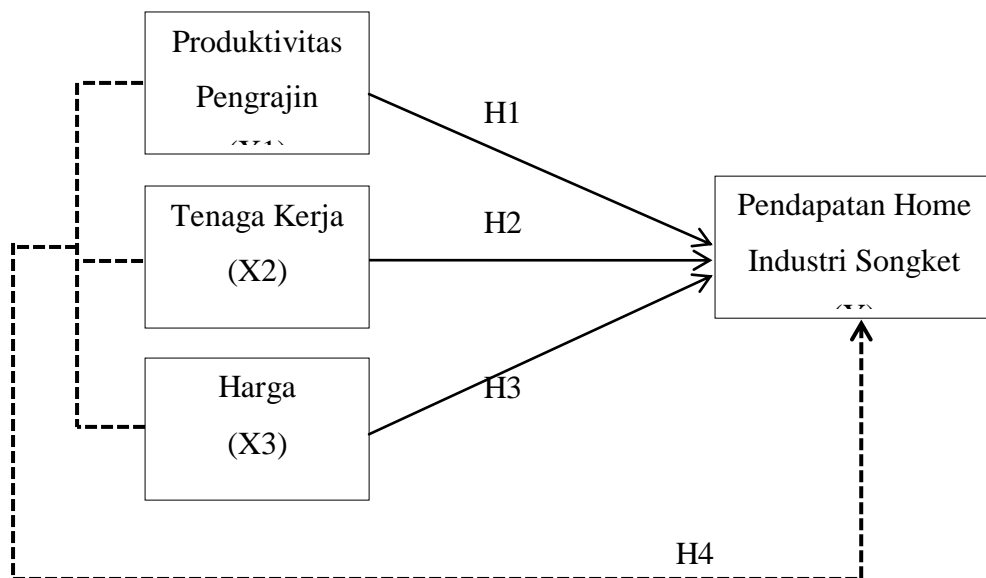 Produktivitas
Pengrajin
H1
Tenaga Kerja
(X2)
H2
Pendapatan Home
Industri Songket
Harga
(X3)
H3
H4